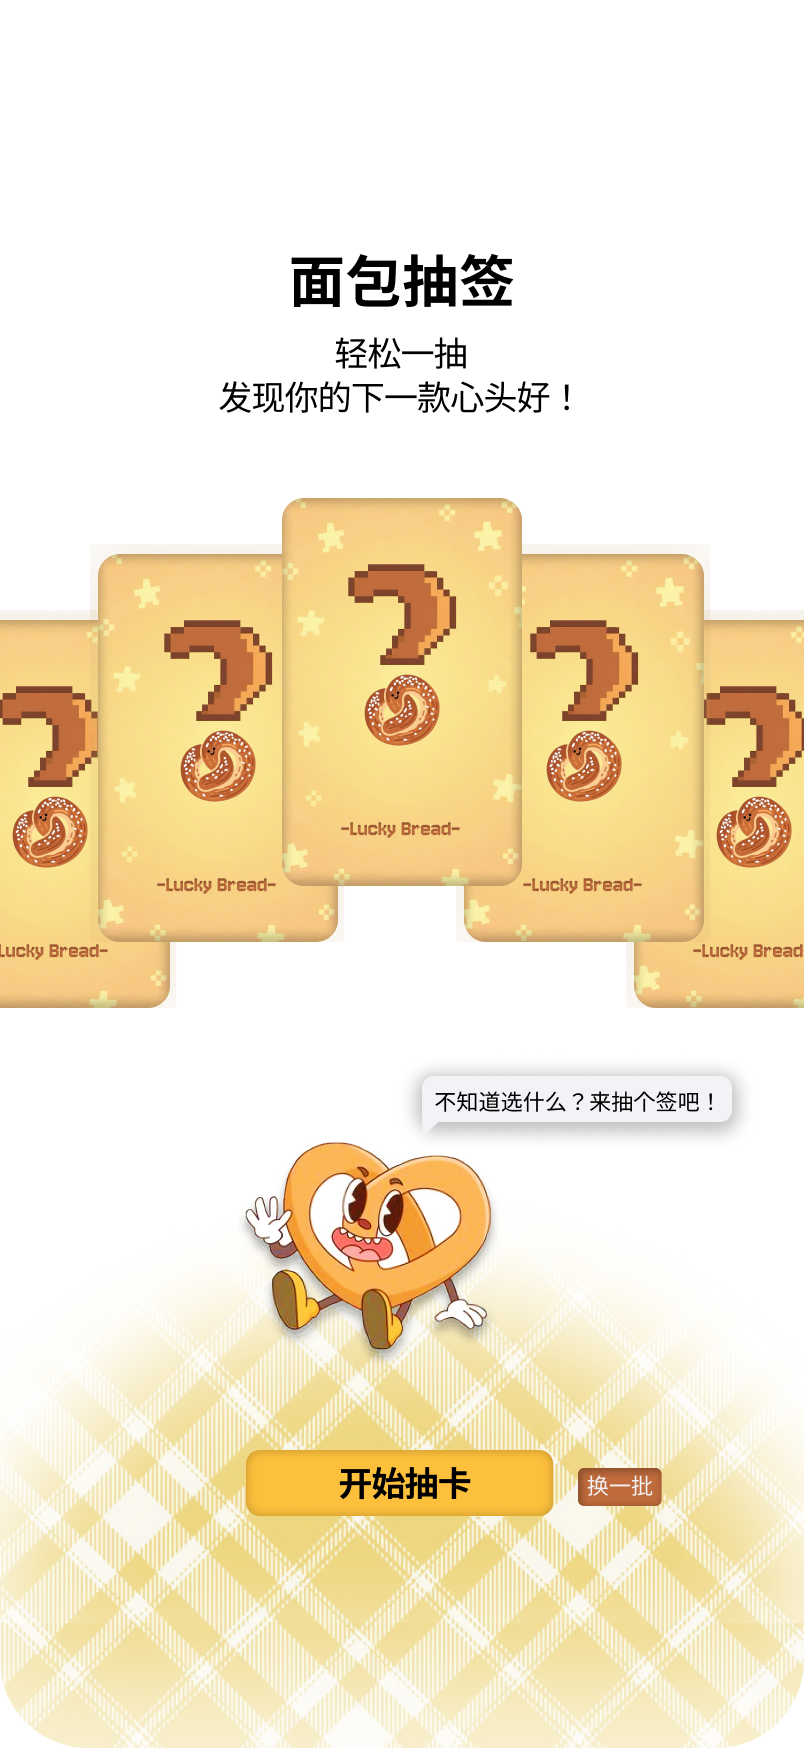 面包抽签
轻松一抽
发现你的下一款心头好！
-Lucky Bread-
-Lucky Bread-
-Lucky Bread-
Lucky Bread-
-Lucky Bread
不知道选什么？来抽个签吧！
开始抽卡
换一批